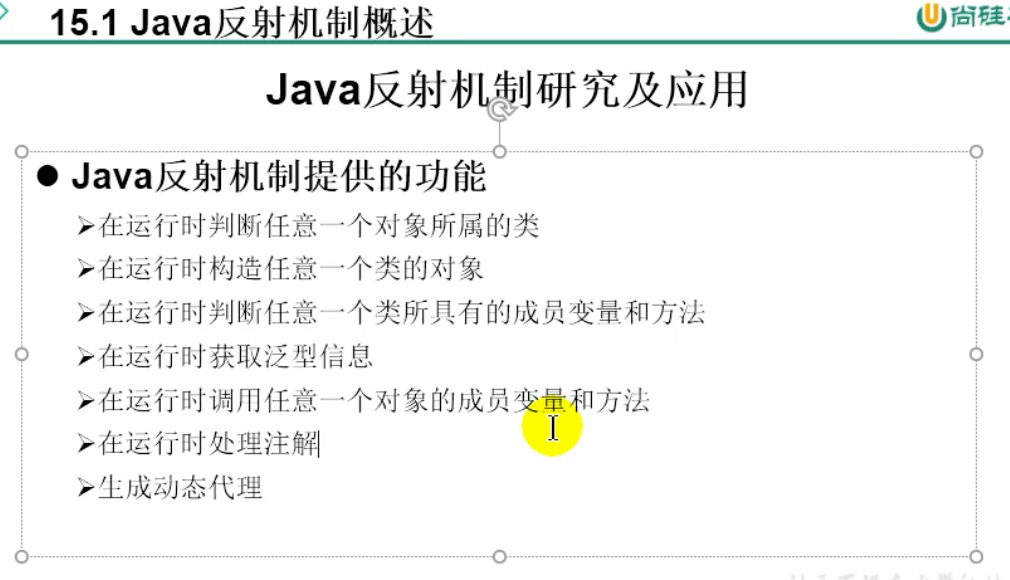 15.1 Java反射机制概述
尚硅
Java反射机制研究及应用
● Java反射机制提供的功能
➢在运行时判断任意一个对象所属的类
➢在运行时构造任意一个类的对象
➢在运行时判断任意一个类所具有的成员变量和方法
➢在运行时获取泛型信息
➢在运行时调用任意一个对象的成员变量和方法
➢在运行时处理注解
➢生成动态代理